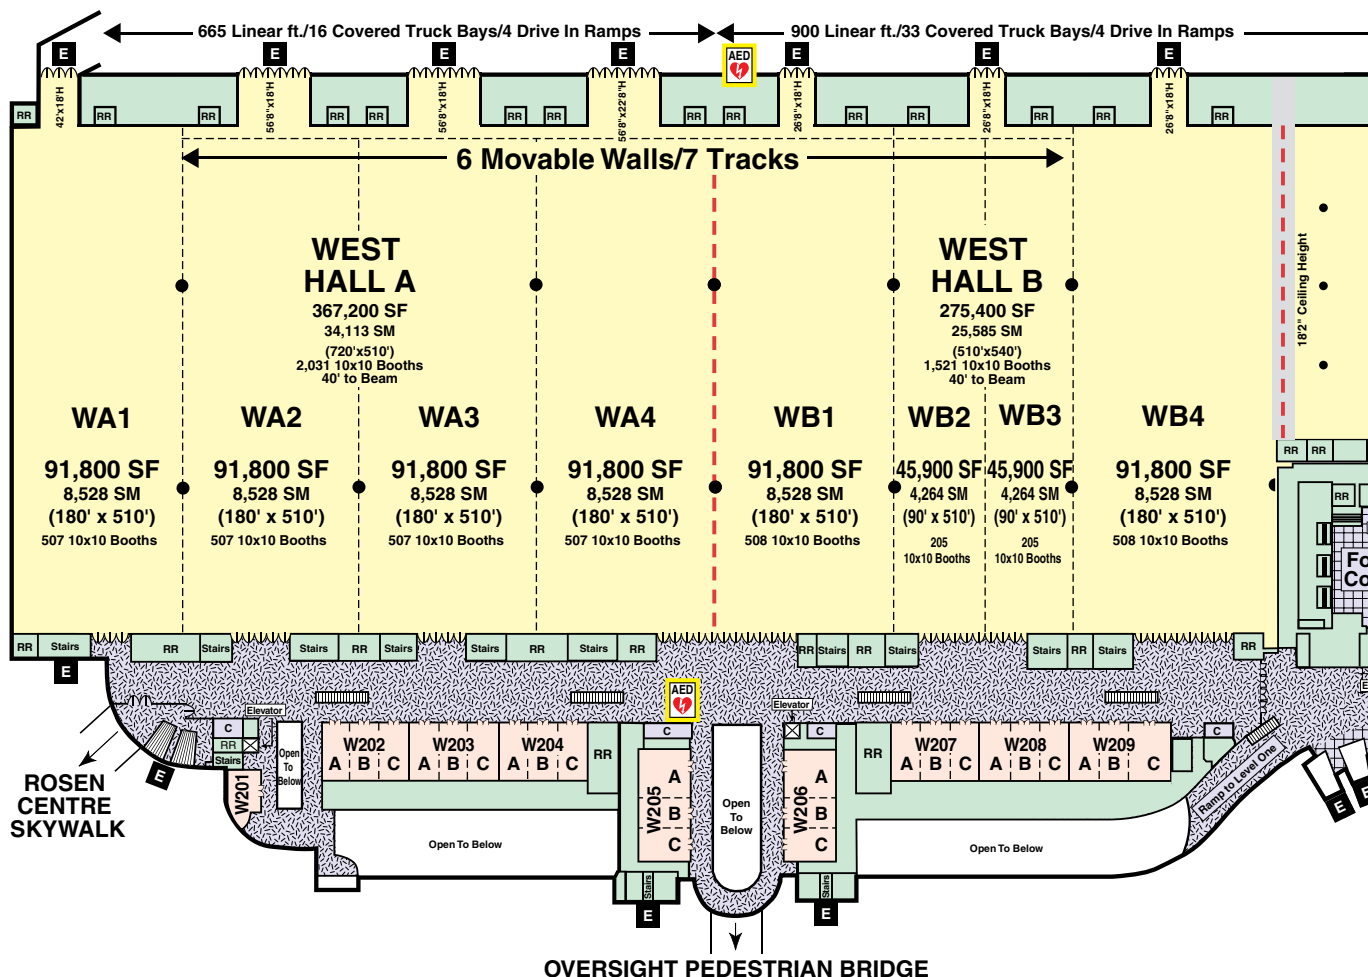 665 Linear ft./16 Covered Truck Bays/4 Drive In Ramps
900 Linear ft./33 Covered Truck Bays/4 Drive In Ramps
E
E
E
E
AED
E
E
E
42'x18'H
56'8"x18'H
56'8"x18'H
56'8"x22'8"H
26'8"x18'H
26'8"x18'H
26'8"x18'H
RR
RR
RR
RR
RR
RR
RR
RR
RR
RR
RR
RR
RR
RR
6 Movable Walls/7 Tracks
WEST
HALL A
367,200 SF
34,113 SM
(720'x510')
2,031 10x10 Booths
40' to Beam
WEST
HALL B
275,400 SF
25,585 SM
(510'x540')
1,521 10x10 Booths
40' to Beam
18'2" Ceiling Height
WA1
91,800 SF
8,528 SM
(180' x 510')
507 10x10 Booths
WA2
91,800 SF
8,528 SM
(180' x 510')
507 10x10 Booths
WA3
91,800 SF
8,528 SM
(180' x 510')
507 10x10 Booths
WA4
91,800 SF
8,528 SM
(180' x 510')
507 10x10 Booths
WB1
91,800 SF
8,528 SM
(180' x 510')
508 10x10 Booths
WB2
45,900 SF
4,264 SM
(90' x 510')
205
10x10 Booths
WB3
45,900 SF
4,264 SM
(90' x 510')
205
10x10 Booths
WB4
91,800 SF
8,528 SM
(180' x 510')
508 10x10 Booths
RR
RR
RR
Fo
Co
RR
Stairs
RR
Stairs
Stairs
RR
Stairs
Stairs
RR
Stairs
RR
RR
Stairs
RR
Stairs
Stairs
RR
Stairs
RR
E
E
AED
Elevator
Elevator
C
RR
Stairs
Open
To
Below
W201
W202
A B C
W203
A B C
W204
A B C
RR
C
W205
A
B
C
Open
To
Below
C
W206
A
B
C
RR
W207
A B C
W208
A B C
W209
A B C
C
Ramp to Level One
Open To Below
Open To Below
Stairs
Stairs
E
E
E
E
E
ROSEN
CENTRE
SKYWALK
OVERSIGHT PEDESTRIAN BRIDGE